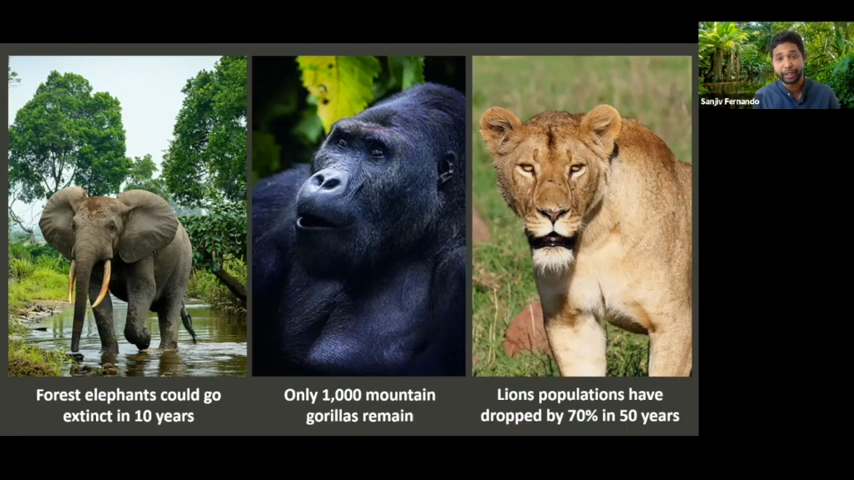 Sanjiv Fernando
Forest elephants could go
extinct in 10 years
Only 1,000 mountain
gorillas remain
Lions populations have
dropped by 70% in 50 years